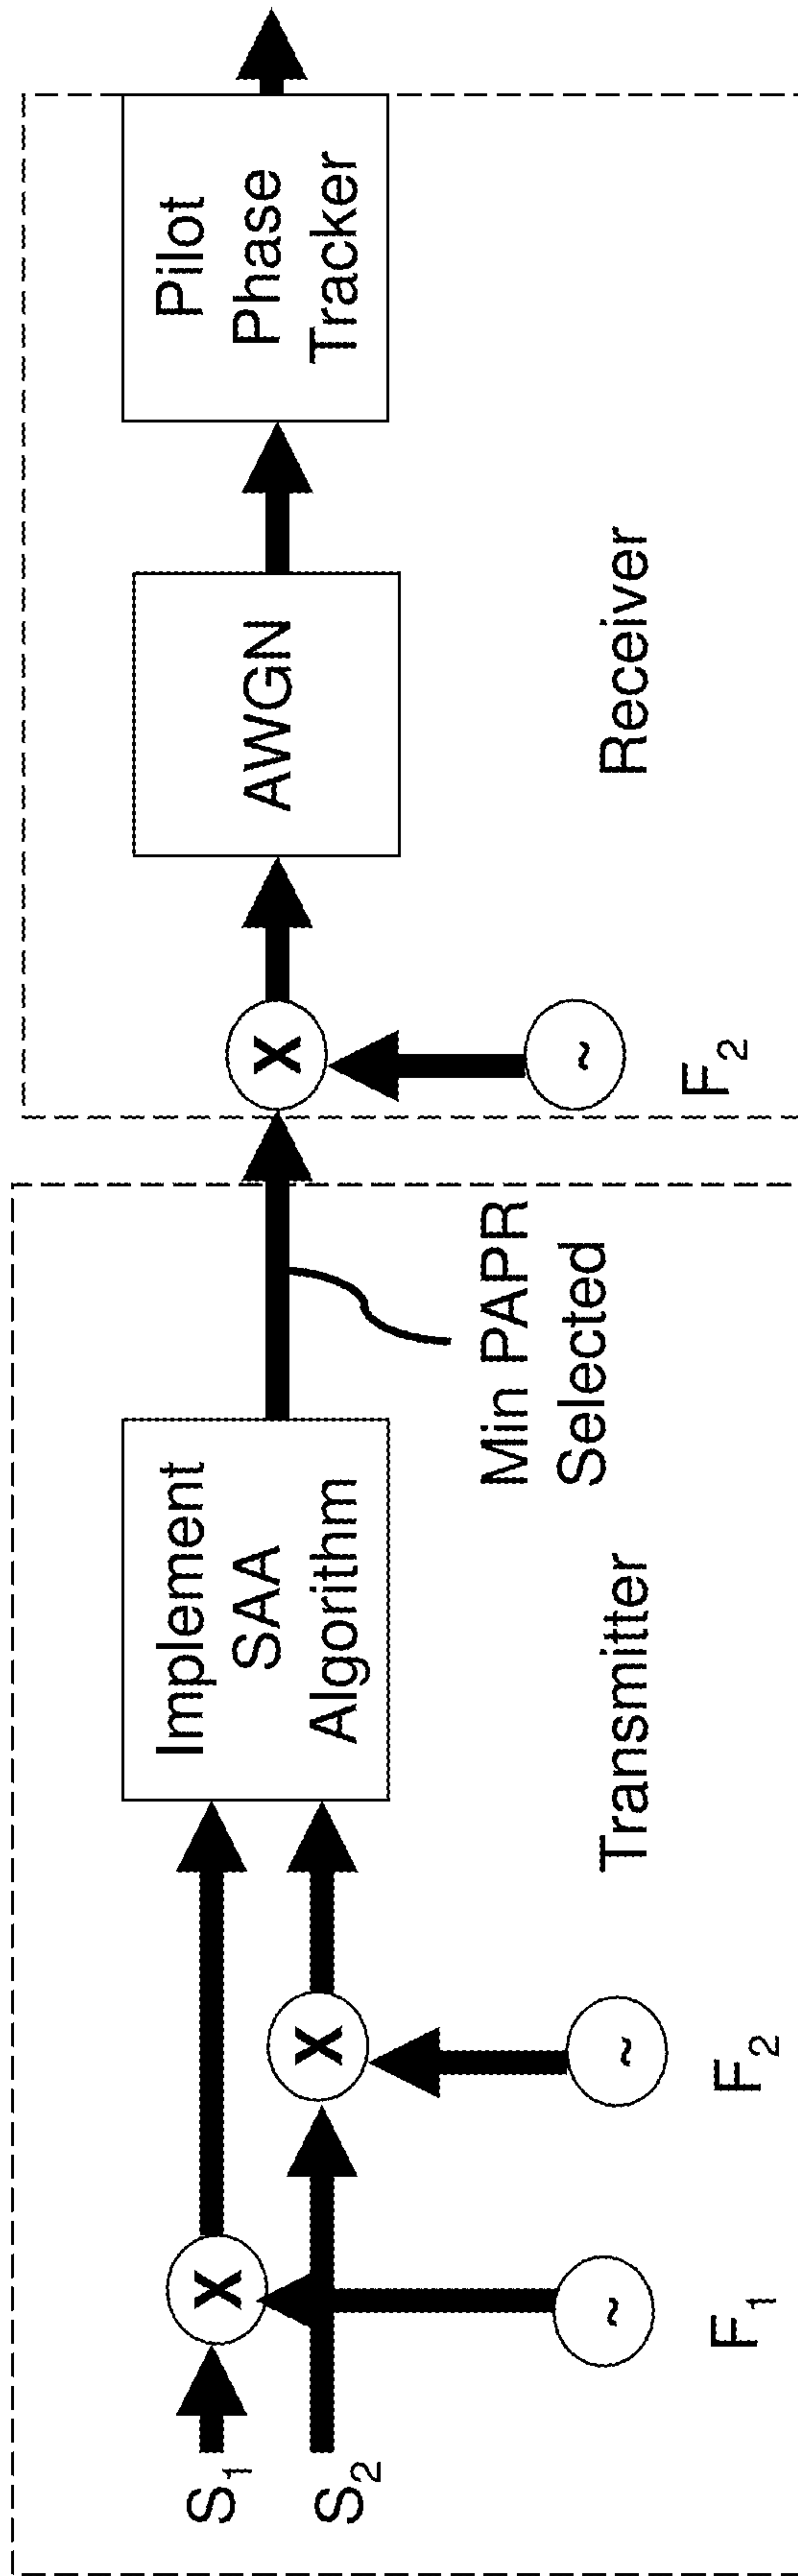 S1
S2
X
X
~
F1
~
F2
Implement
SAA
Algorithm
Min PAPR
Selected
Transmitter
X
~
F2
AWGN
Pilot
Phase
Tracker
Receiver